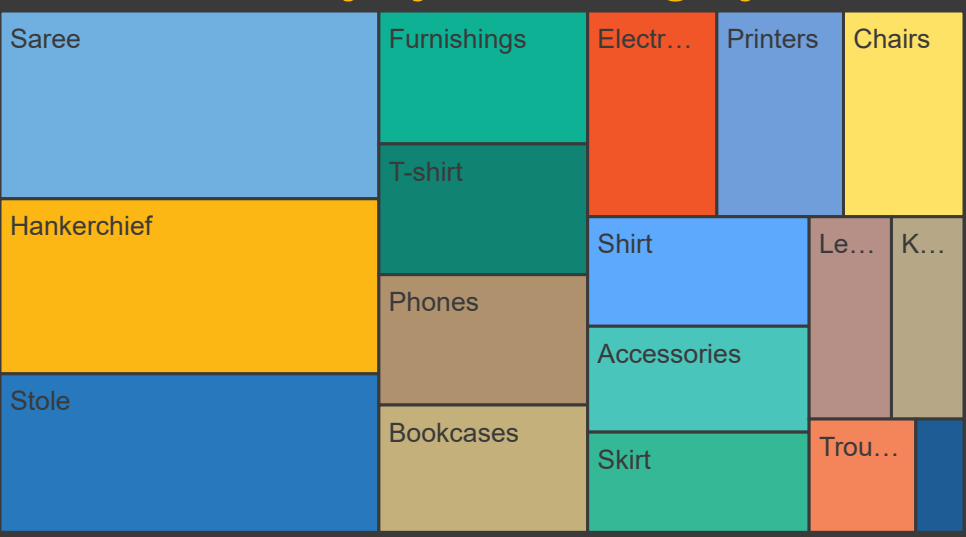 Saree
Hankerchief
Stole
Furnishings
T-shirt
Phones
Bookcases
Electr…
Printers
Chairs
Shirt
Accessories
Skirt
Le…
K…
Trou…